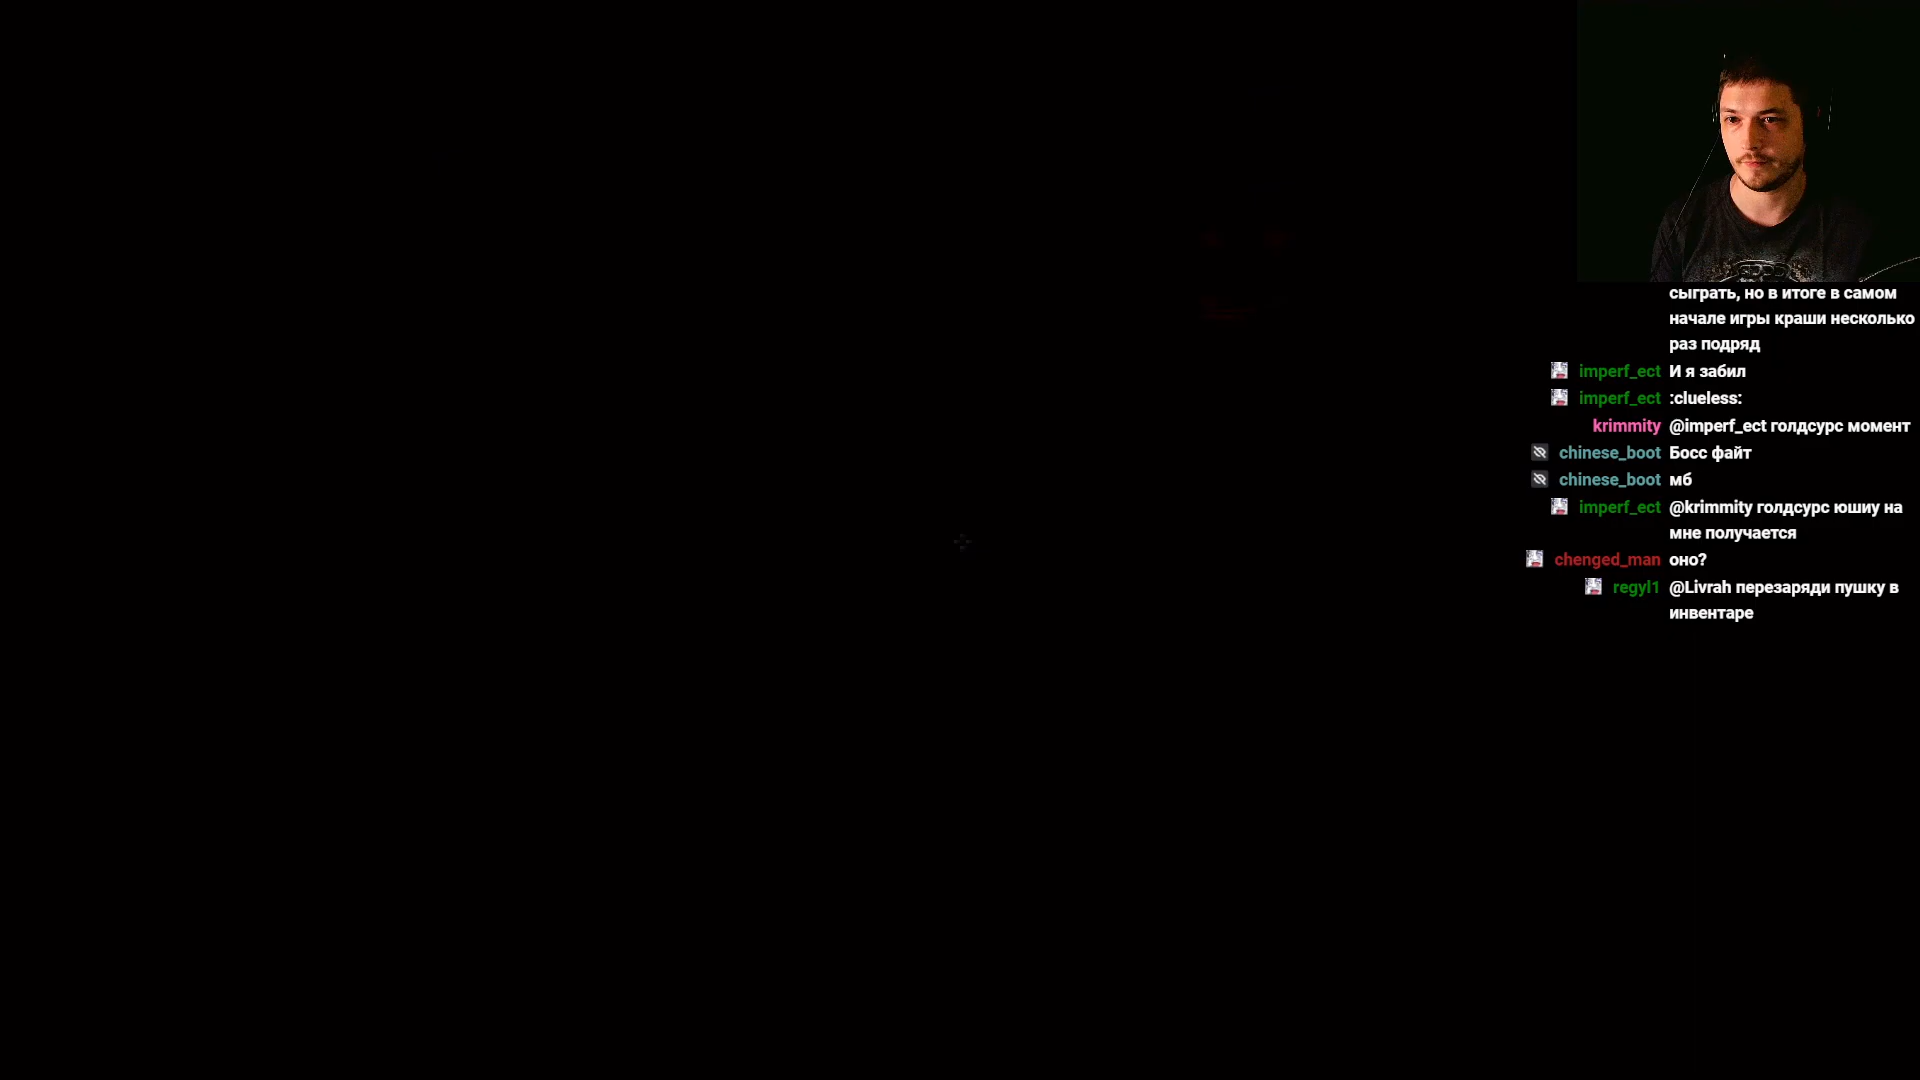 сыграть, но в итоге в самом
начале игры краши несколько
раз подряд
imperf_ect И я забил
imperf_ect :clueless:
krimmity @imperf_ect голдсурс момент
chinese_boot Босс файт
chinese_boot мб
imperf_ect @krimmity голдсурс юшиу на
мне получается
chenged_man оно?
regyl1 @Livrah перезаряди пушку в
инвентаре